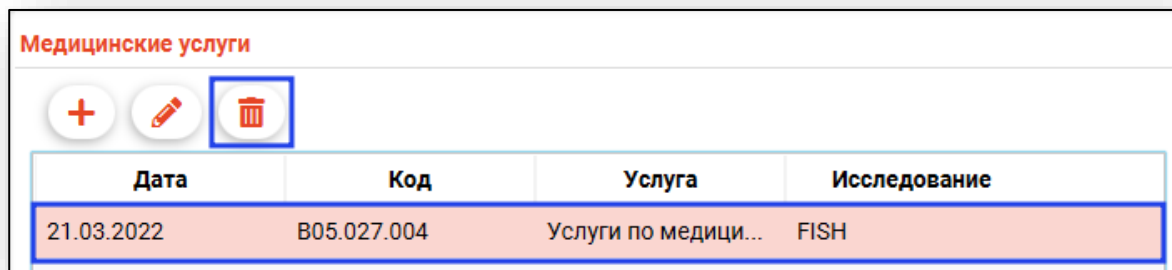 Медицинские услуги
Дата Код Услуга Исследование
21.03.2022 B05.027.004 Услуги по медици... FISH